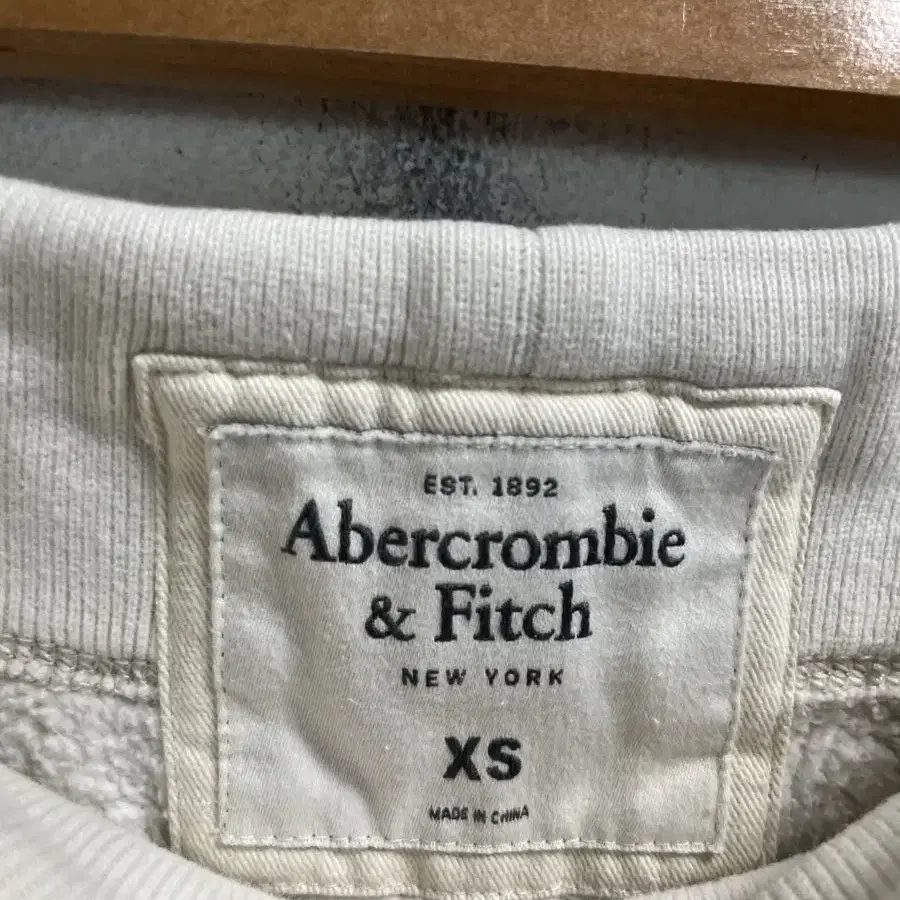 EST. 1892
Abercrombie
& Fitch
NEW YORK
XS
MADE IN CHINA